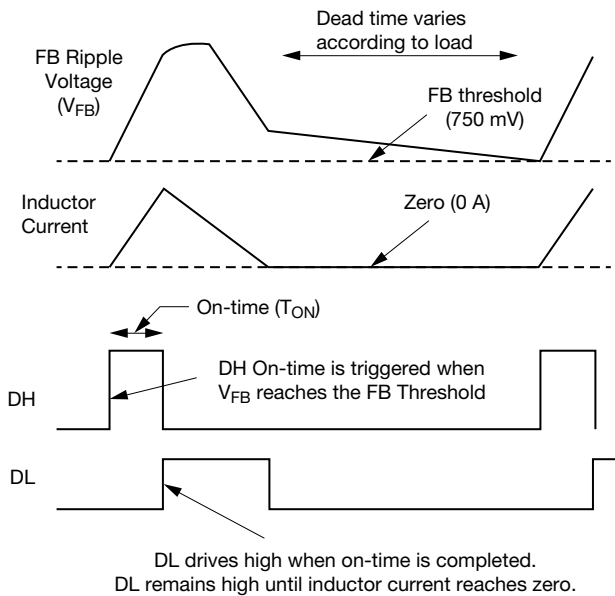 FB Ripple
Voltage
(VFB)
Dead time varies
according to load
FB threshold
(750 mV)
Inductor
Current
Zero (0 A)
On-time (TON)
DH
DH On-time is triggered when
VFB reaches the FB Threshold
DL
DL drives high when on-time is completed.
DL remains high until inductor current reaches zero.